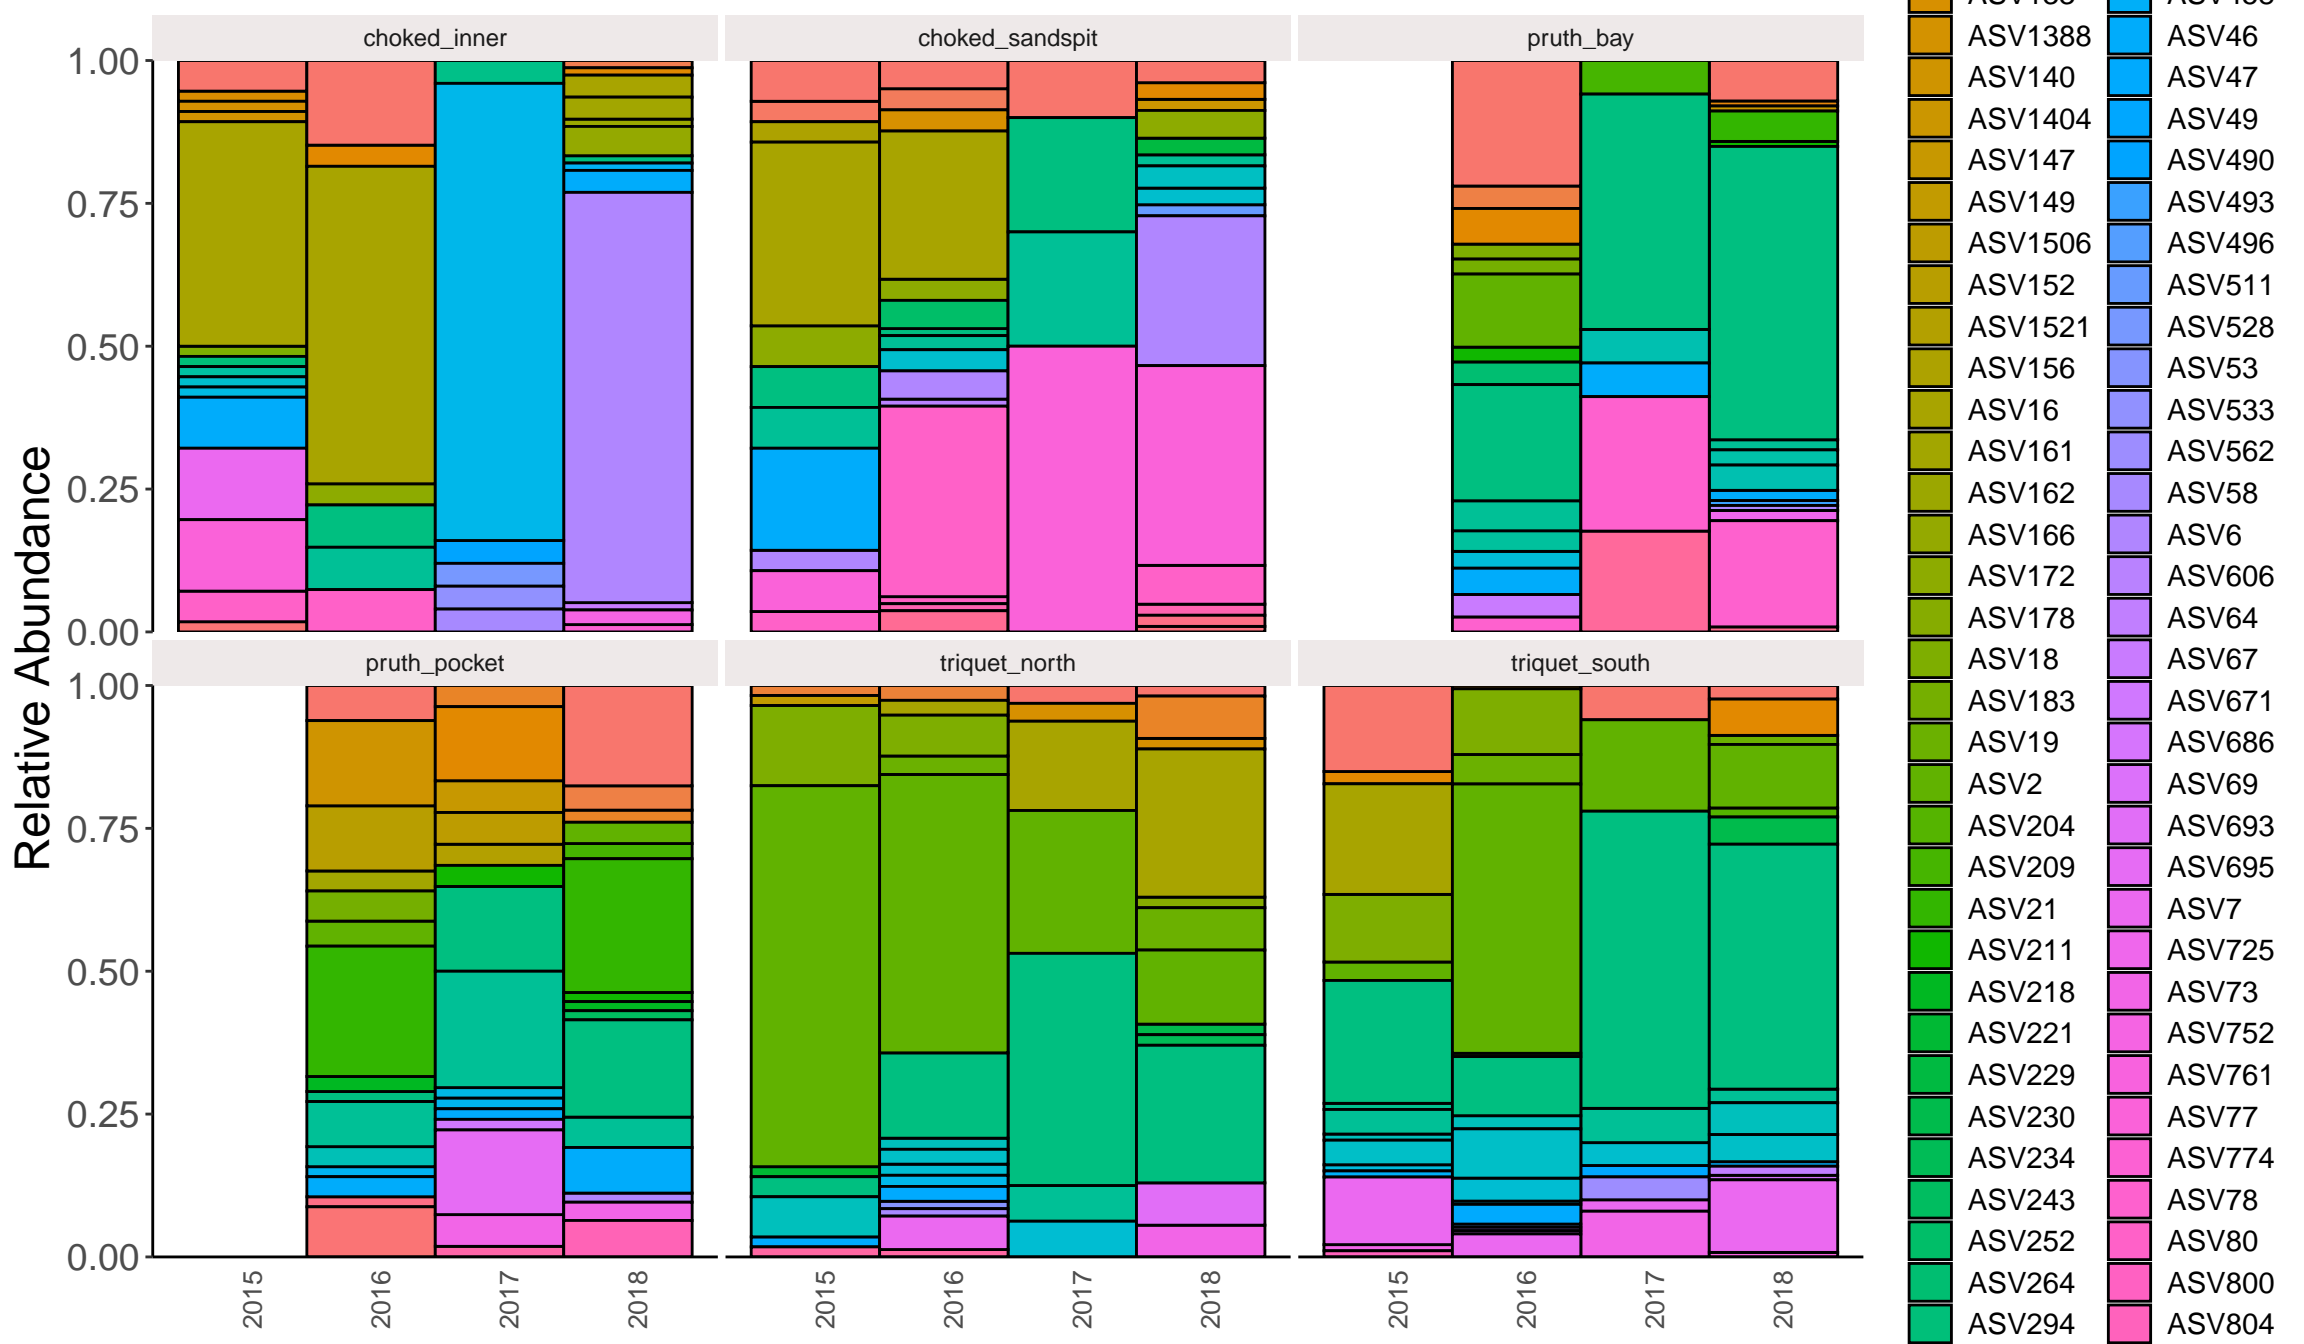 choked_inner
choked_sandspit
pruth_bay
1.00
0.75
0.50
0.25
0.00
Relative Abundance
pruth_pocket
triquet_north
triquet_south
1.00
0.75
0.50
0.25
0.00
2015
2016
2017
2018
2015
2016
2017
2018
2015
2016
2017
2018
ASV1388
ASV140
ASV1404
ASV147
ASV149
ASV1506
ASV152
ASV1521
ASV156
ASV16
ASV161
ASV162
ASV166
ASV172
ASV178
ASV18
ASV183
ASV19
ASV2
ASV204
ASV209
ASV21
ASV211
ASV218
ASV221
ASV229
ASV230
ASV234
ASV243
ASV252
ASV264
ASV294
ASV46
ASV47
ASV49
ASV490
ASV493
ASV496
ASV511
ASV528
ASV53
ASV533
ASV562
ASV58
ASV6
ASV606
ASV64
ASV67
ASV671
ASV686
ASV69
ASV693
ASV695
ASV7
ASV725
ASV73
ASV752
ASV761
ASV77
ASV774
ASV78
ASV80
ASV800
ASV804